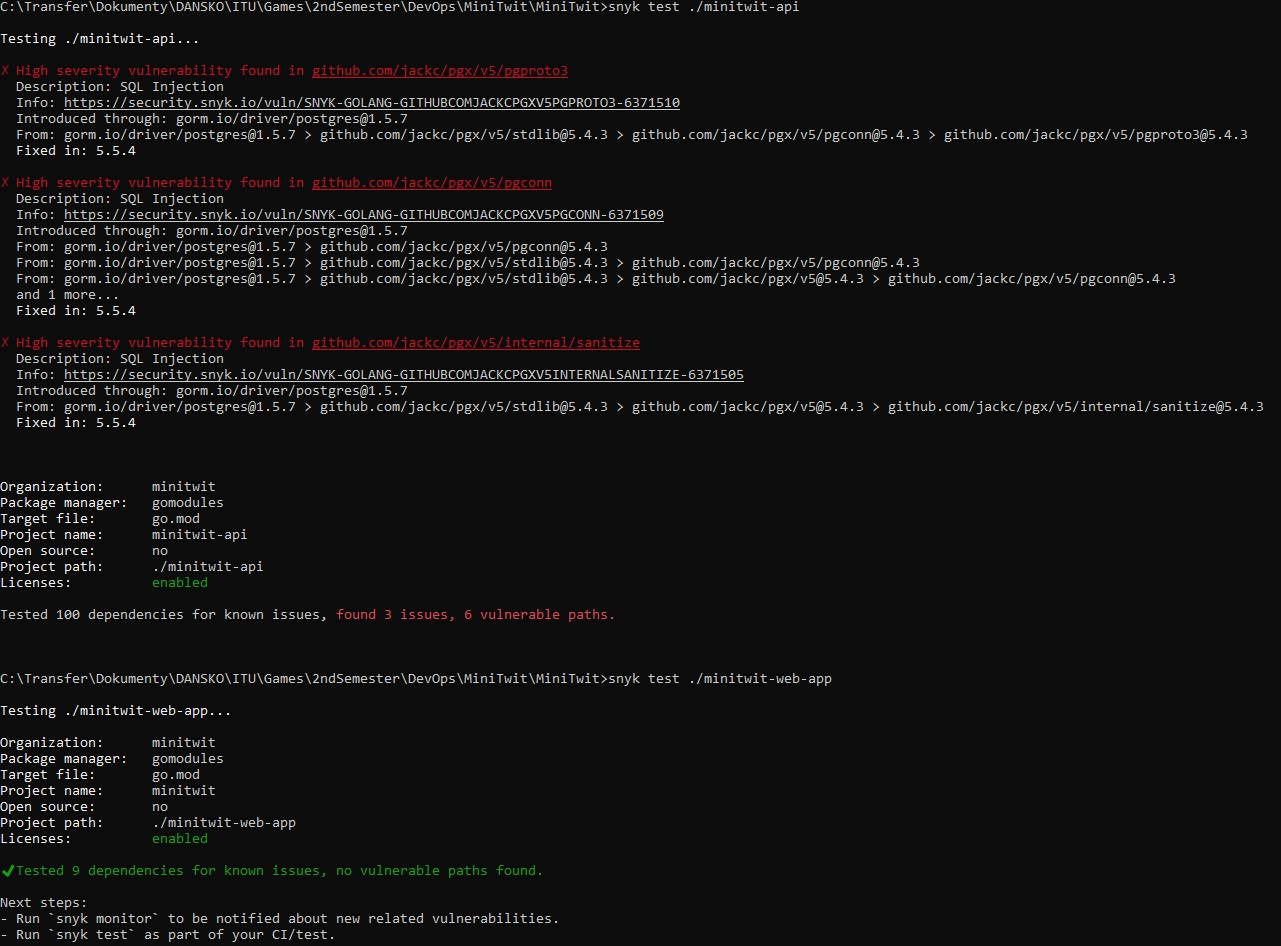 C:\Transfer\Dokumenty\DANSKO\ITU\Games\2ndSemester\DevOps\MiniTwit\MiniTwit>snyk test ./minitwit-api
Testing ./minitwit-api...
✗ High severity vulnerability found in github.com/jackc/pgx/v5/pgproto3
Description: SQL Injection
Info: https://security.snyk.io/vuln/SNYK-GOLANG-GITHUBCOMJACKCPGXV5PGPROTO3-6371510
Introduced through: gorm.io/driver/postgres@1.5.7
From: gorm.io/driver/postgres@1.5.7 > github.com/jackc/pgx/v5/stdlib@5.4.3 > github.com/jackc/pgx/v5/pgconn@5.4.3 > github.com/jackc/pgx/v5/pgproto3@5.4.3
Fixed in: 5.5.4
✗ High severity vulnerability found in github.com/jackc/pgx/v5/pgconn
Description: SQL Injection
Info: https://security.snyk.io/vuln/SNYK-GOLANG-GITHUBCOMJACKCPGXV5PGCONN-6371509
Introduced through: gorm.io/driver/postgres@1.5.7
From: gorm.io/driver/postgres@1.5.7 > github.com/jackc/pgx/v5/pgconn@5.4.3
From: gorm.io/driver/postgres@1.5.7 > github.com/jackc/pgx/v5/stdlib@5.4.3 > github.com/jackc/pgx/v5/pgconn@5.4.3
From: gorm.io/driver/postgres@1.5.7 > github.com/jackc/pgx/v5/stdlib@5.4.3 > github.com/jackc/pgx/v5@5.4.3 > github.com/jackc/pgx/v5/pgconn@5.4.3
and 1 more...
Fixed in: 5.5.4
✗ High severity vulnerability found in github.com/jackc/pgx/v5/internal/sanitize
Description: SQL Injection
Info: https://security.snyk.io/vuln/SNYK-GOLANG-GITHUBCOMJACKCPGXV5INTERNALSANITIZE-6371505
Introduced through: gorm.io/driver/postgres@1.5.7
From: gorm.io/driver/postgres@1.5.7 > github.com/jackc/pgx/v5/stdlib@5.4.3 > github.com/jackc/pgx/v5@5.4.3 > github.com/jackc/pgx/v5/internal/sanitize@5.4.3
Fixed in: 5.5.4
Organization: minitwit
Package manager: gomodules
Target file: go.mod
Project name: minitwit-api
Open source: no
Project path: ./minitwit-api
Licenses: enabled
Tested 100 dependencies for known issues, found 3 issues, 6 vulnerable paths.
C:\Transfer\Dokumenty\DANSKO\ITU\Games\2ndSemester\DevOps\MiniTwit\MiniTwit>snyk test ./minitwit-web-app
Testing ./minitwit-web-app...
Organization: minitwit
Package manager: gomodules
Target file: go.mod
Project name: minitwit
Open source: no
Project path: ./minitwit-web-app
Licenses: enabled
✔Tested 9 dependencies for known issues, no vulnerable paths found.
Next steps:
- Run `snyk monitor` to be notified about new related vulnerabilities.
- Run `snyk test` as part of your CI/test.